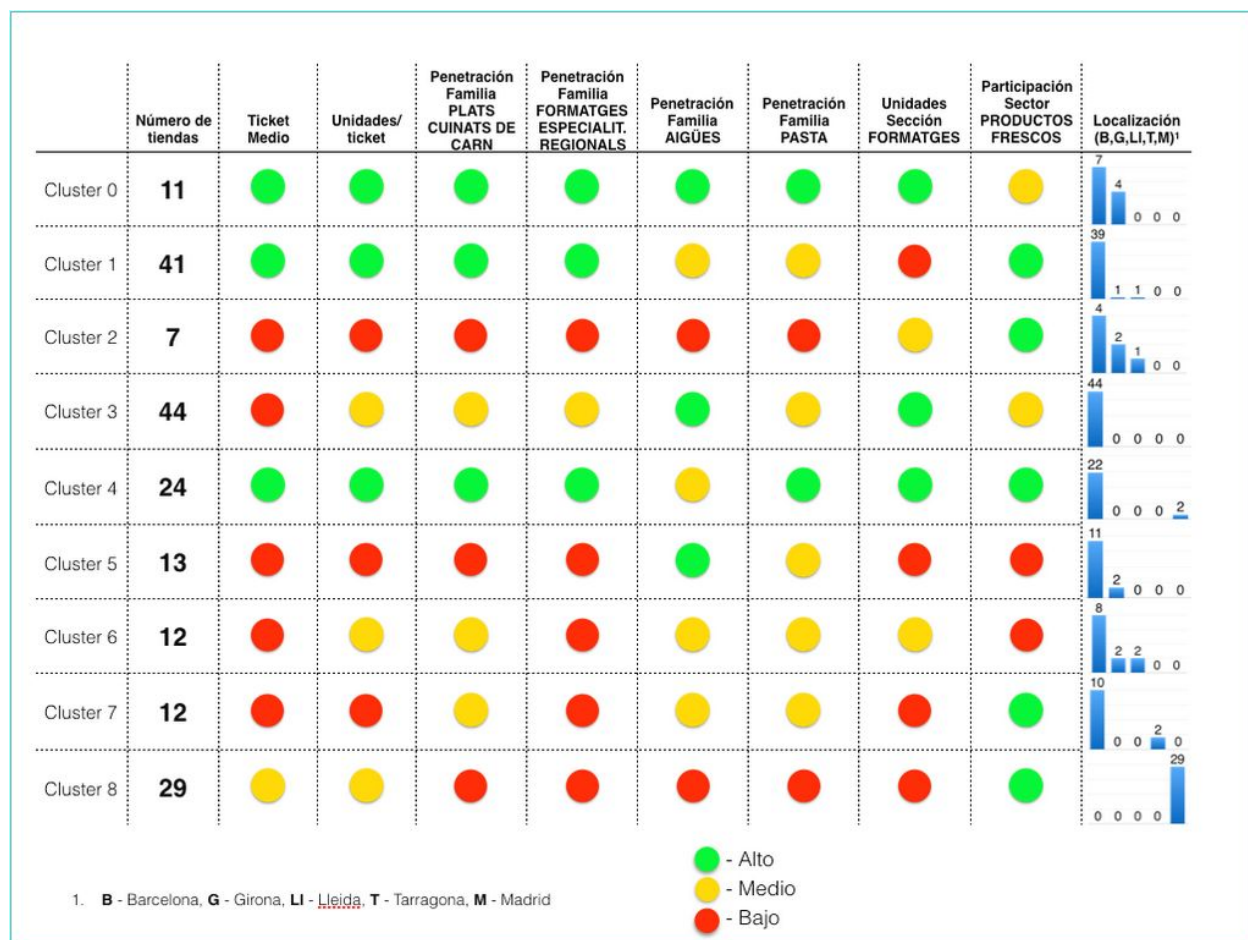 Número de
tiendas
Ticket
Medio
Unidades/
ticket
Penetración
Familia
PLATS
CUINATS DE
CARN
Penetración
Familia
FORMATGES
ESPECIALIT.
REGIONALS
Penetración
Familia
AIGÜES
Penetración
Familia
PASTA
Unidades
Sección
FORMATGES
Participación
Sector
PRODUCTOS
FRESCOS
Localización
(B,G,LI,T,M)¹
Cluster 0 11 7 4 0 0 0
Cluster 1 41 39 1 1 0 0
Cluster 2 7 4 2 1 0 0
Cluster 3 44 44 0 0 0 0
Cluster 4 24 22 0 0 0 2
Cluster 5 13 11 2 0 0 0
Cluster 6 12 8 2 2 0 0
Cluster 7 12 10 0 0 2 0
Cluster 8 29 0 0 0 0 29
- Alto
- Medio
- Bajo
1. B - Barcelona, G - Girona, LI - Lleida, T - Tarragona, M - Madrid